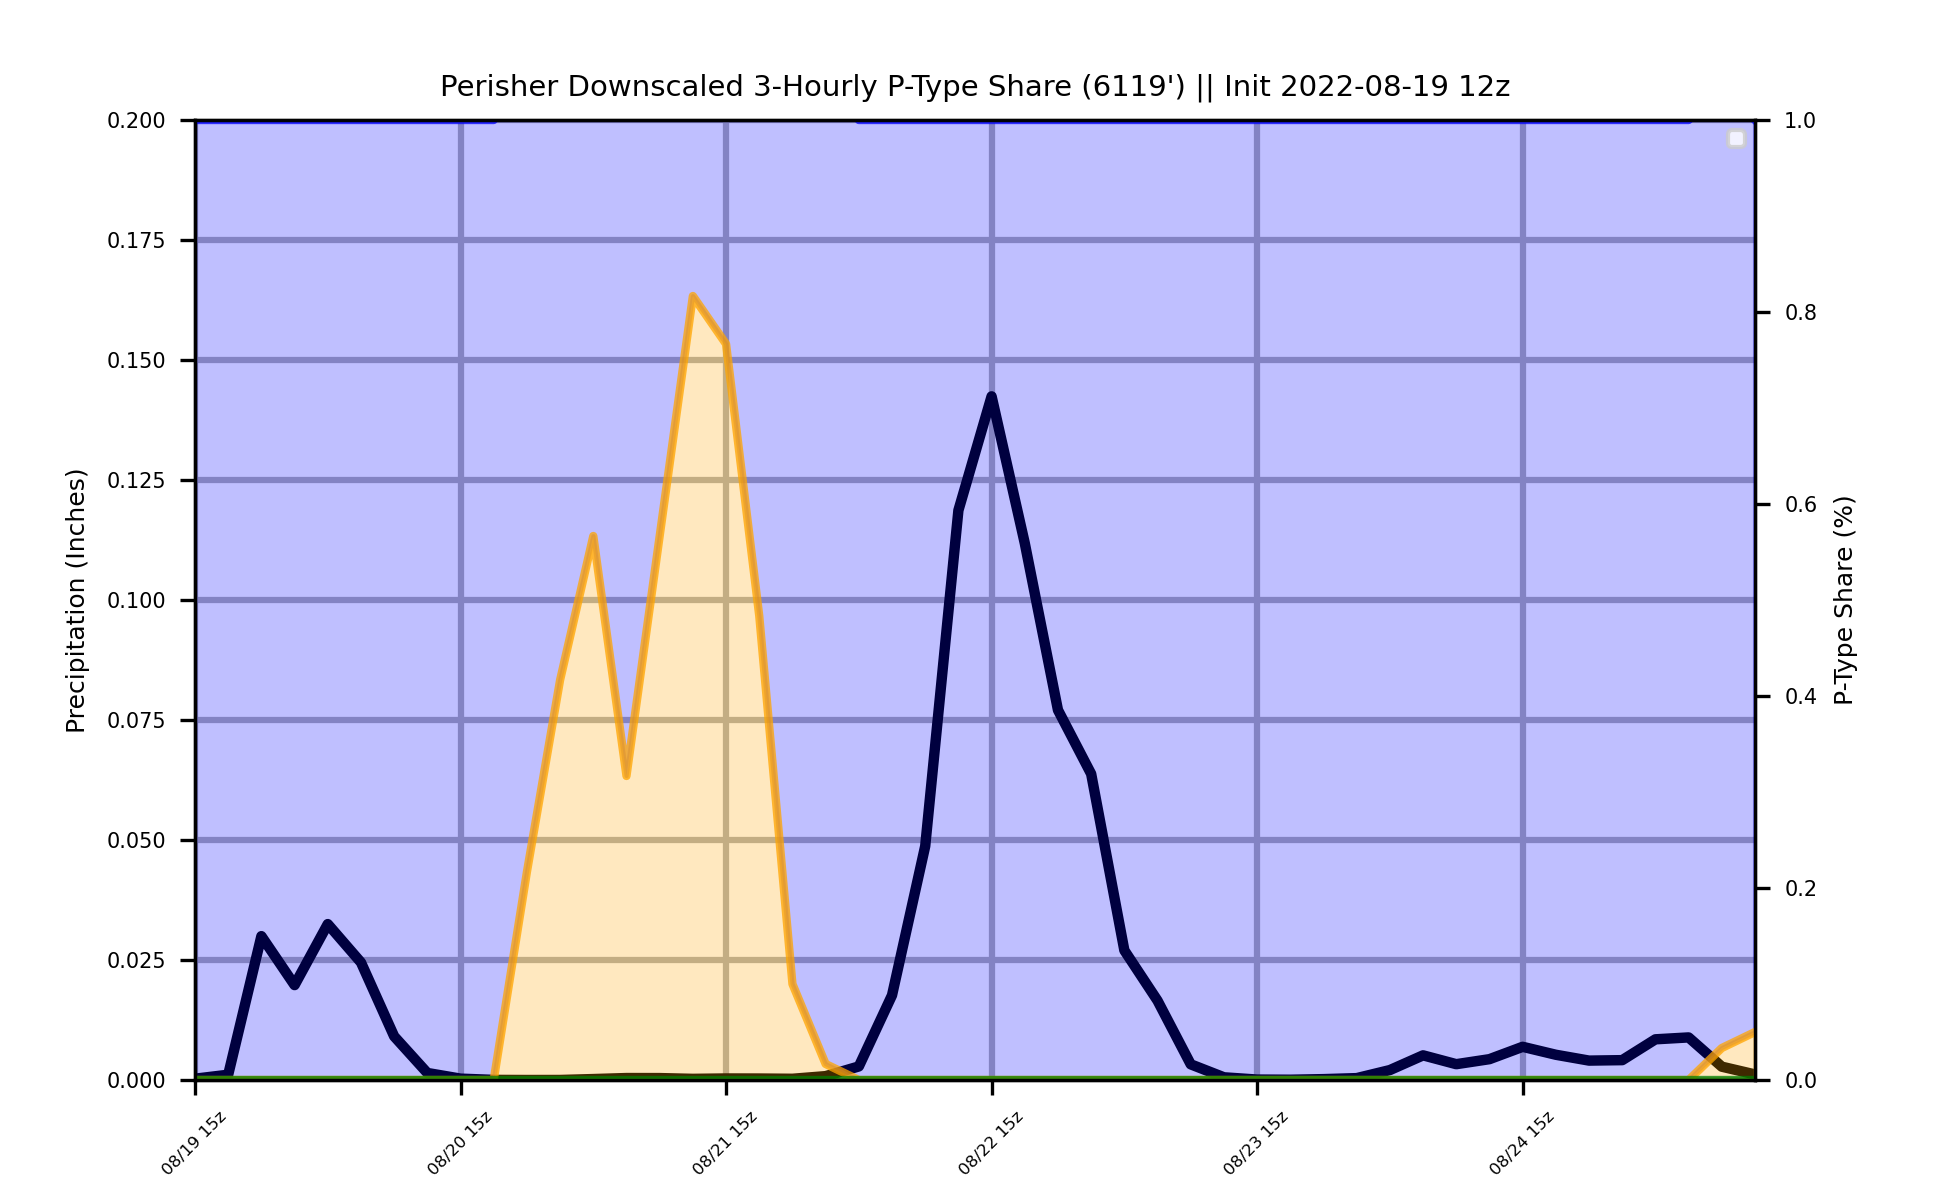 Perisher Downscaled 3-Hourly P-Type Share (6119') || Init 2022-08-19 12z
0.200
0.175
0.150
0.125
0.100
0.075
0.050
0.025
0.000
Precipitation (Inches)
1.0
0.8
0.6
0.4
0.2
0.0
P-Type Share (%)
08/19 15z
08/20 15z
08/21 15z
08/22 15z
08/23 15z
08/24 15z